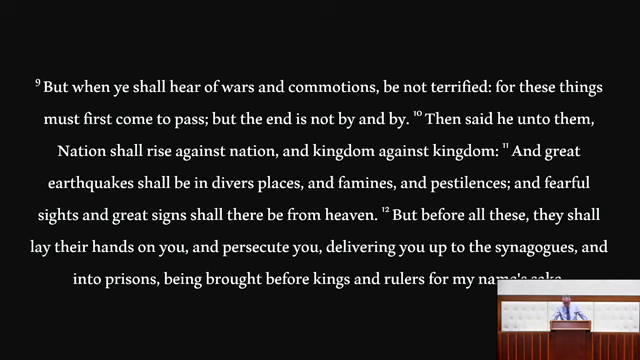 ⁹ But when ye shall hear of wars and commotions, be not terrified: for these things
must first come to pass; but the end is not by and by. ¹⁰ Then said he unto them,
Nation shall rise against nation, and kingdom against kingdom: ¹¹ And great
earthquakes shall be in divers places, and famines, and pestilences; and fearful
sights and great signs shall there be from heaven. ¹² But before all these, they shall
lay their hands on you, and persecute you, delivering you up to the synagogues, and
into prisons, being brought before kings and rulers for my name's sake